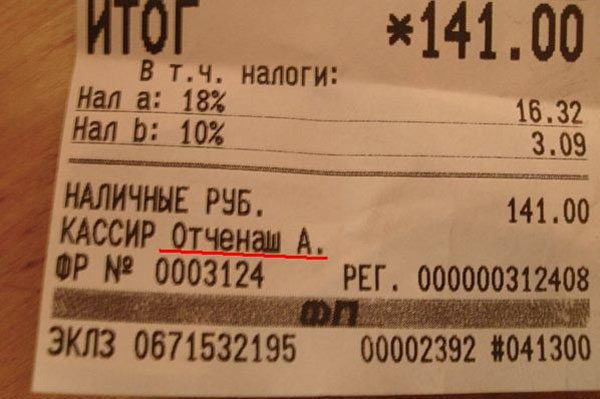 ИТОГ *141.00
В т.ч. налоги:
Нал a: 18% 16.32
Нал b: 10% 3.09
НАЛИЧНЫЕ РУБ. 141.00
КАССИР Отченаш А.
ФР № 0003124 РЕГ. 000000312408
ФП
ЭКЛЗ 0671532195 00002392 #041300